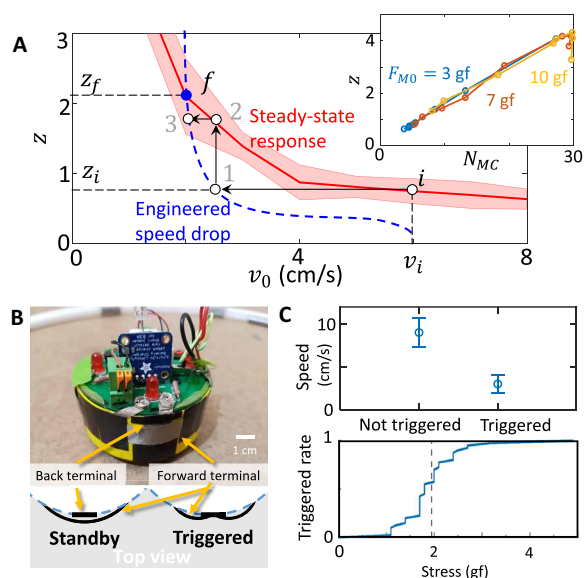 A
3
2
1
0
z
z_f
z_i
f
2
3
1
i
Steady-state
response
Engineered
speed drop
0
4
8
v_0 (cm/s)
v_i
4
2
0
z
F_M0 = 3 gf
7 gf
10 gf
0
10
20
30
N_MC
B
1 cm
Back terminal
Forward terminal
Standby
Triggered
Top view
C
10
0
Speed
(cm/s)
Not triggered
Triggered
1
0
Triggered rate
0
2
4
Stress (gf)